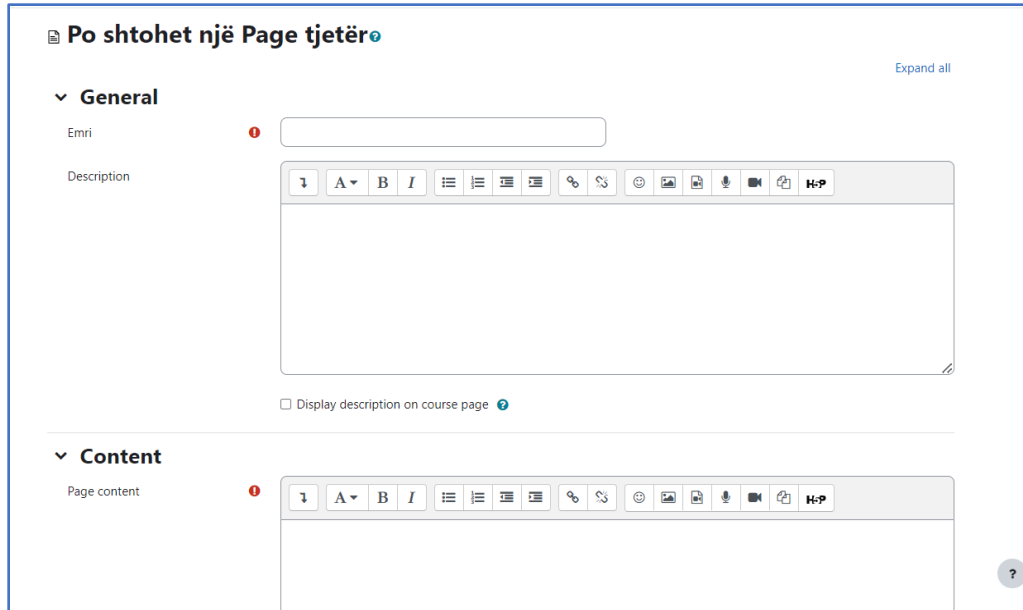 Po shtohet një Page tjetër
Expand all
General
Emri
Description
A B I H-P
Display description on course page
Content
Page content
A B I H-P
?